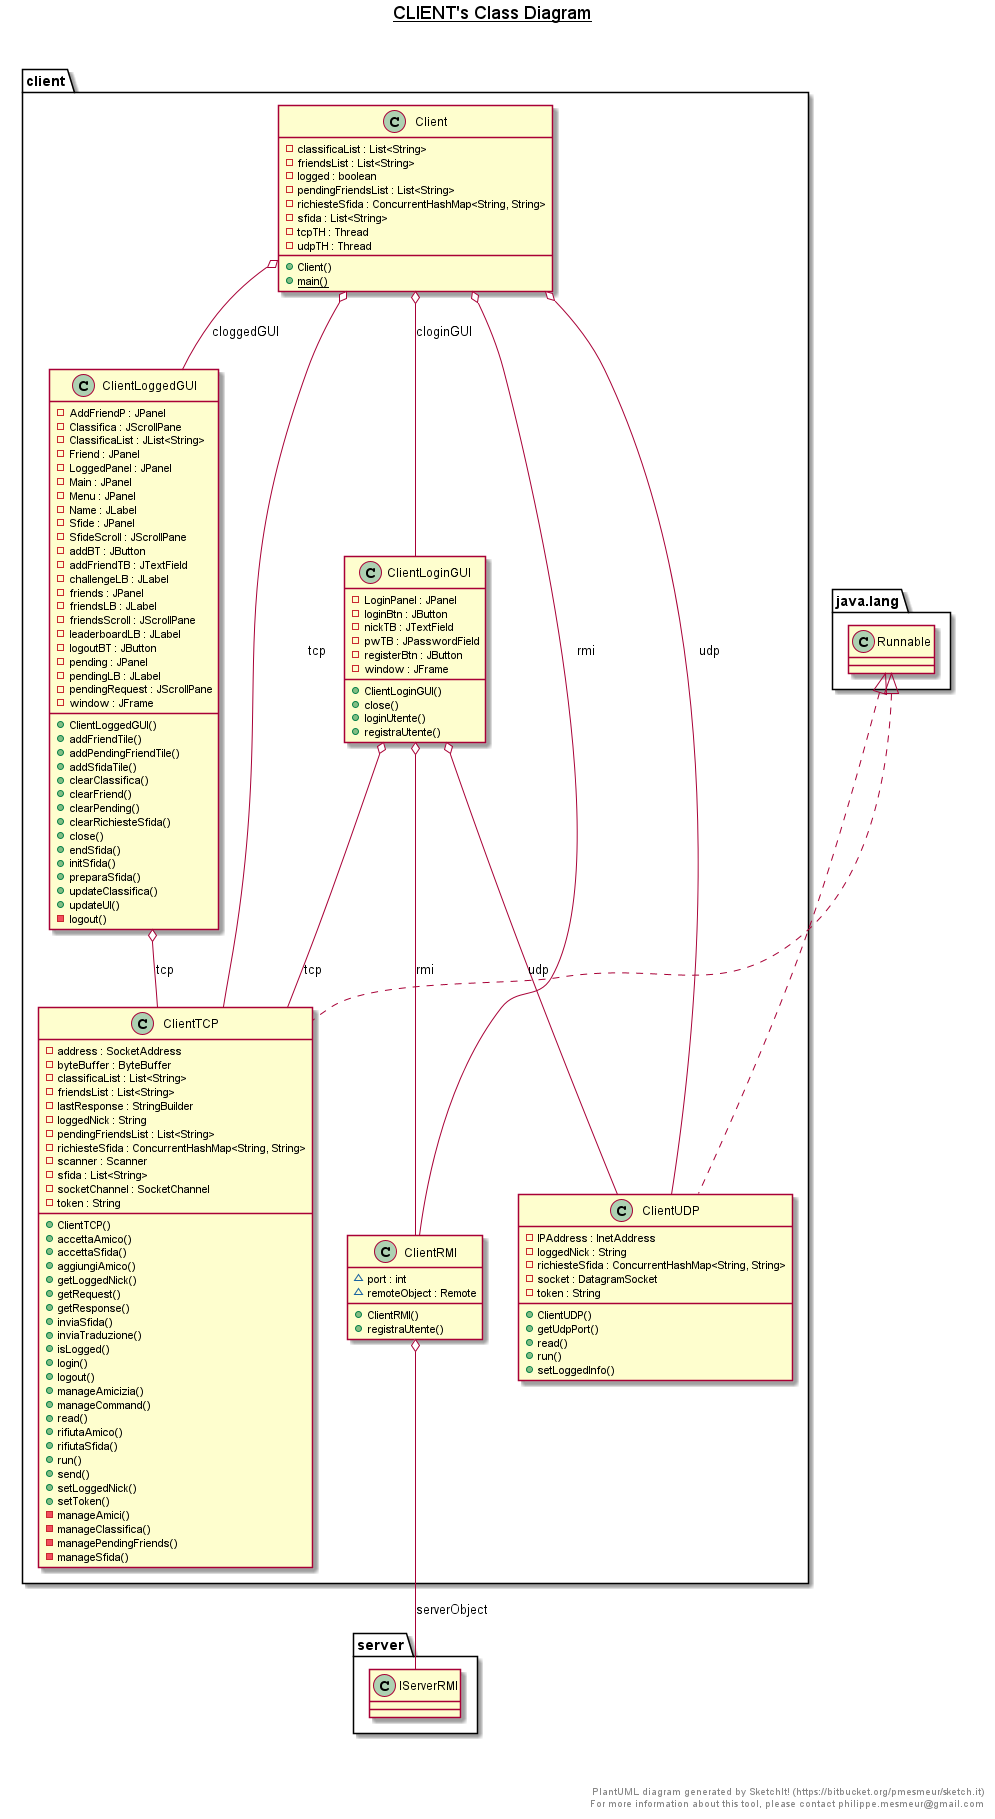 CLIENT's Class Diagram
client
Client
classificaList : List<String>
friendsList : List<String>
logged : boolean
pendingFriendsList : List<String>
richiesteSfida : ConcurrentHashMap<String, String>
sfida : List<String>
tcpTH : Thread
udpTH : Thread
Client()
main()
cloggedGUI
cloginGUI
ClientLoggedGUI
AddFriendP : JPanel
Classifica : JScrollPane
ClassificaList : JList<String>
Friend : JPanel
LoggedPanel : JPanel
Main : JPanel
Menu : JPanel
Name : JLabel
Sfide : JPanel
SfideScroll : JScrollPane
addBT : JButton
addFriendTB : JTextField
challengeLB : JLabel
friends : JPanel
friendsLB : JLabel
friendsScroll : JScrollPane
leaderboardLB : JLabel
logoutBT : JButton
pending : JPanel
pendingLB : JLabel
pendingRequest : JScrollPane
window : JFrame
ClientLoggedGUI()
addFriendTile()
addPendingFriendTile()
addSfidaTile()
clearClassifica()
clearFriend()
clearPending()
clearRichiesteSfida()
close()
endSfida()
initSfida()
preparaSfida()
updateClassifica()
updateUI()
logout()
tcp
ClientLoginGUI
LoginPanel : JPanel
loginBtn : JButton
nickTB : JTextField
pwTB : JPasswordField
registerBtn : JButton
window : JFrame
ClientLoginGUI()
close()
loginUtente()
registraUtente()
rmi
udp
java.lang
Runnable
tcp
tcp
rmi
udp
ClientTCP
address : SocketAddress
byteBuffer : ByteBuffer
classificaList : List<String>
friendsList : List<String>
lastResponse : StringBuilder
loggedNick : String
pendingFriendsList : List<String>
richiesteSfida : ConcurrentHashMap<String, String>
scanner : Scanner
sfida : List<String>
socketChannel : SocketChannel
token : String
ClientTCP()
accettaAmico()
accettaSfida()
aggiungiAmico()
getLoggedNick()
getRequest()
getResponse()
inviaSfida()
inviaTraduzione()
isLogged()
login()
logout()
manageAmicizia()
manageCommand()
read()
rifiutaAmico()
rifiutaSfida()
run()
send()
setLoggedNick()
setToken()
manageAmici()
manageClassifica()
managePendingFriends()
manageSfida()
ClientRMI
port : int
remoteObject : Remote
ClientRMI()
registraUtente()
ClientUDP
IPAddress : InetAddress
loggedNick : String
richiesteSfida : ConcurrentHashMap<String, String>
socket : DatagramSocket
token : String
ClientUDP()
getUdpPort()
read()
run()
setLoggedInfo()
serverObject
server
IServerRMI
PlantUML diagram generated by SketchIt! (https://bitbucket.org/pmesmeur/sketch.it)
For more information about this tool, please contact philippe.mesmeur@gmail.com